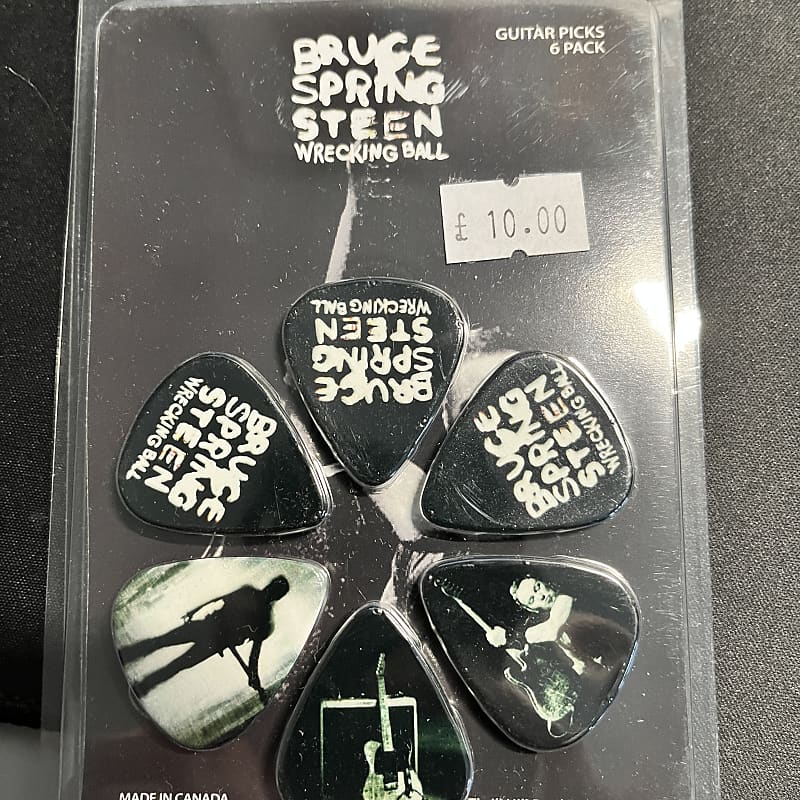 BRUCE
SPRING
STEEN
WRECKING BALL
GUITAR PICKS
6 PACK
£ 10.00
BRUCE
SPRING
STEEN
WRECKING BALL
BRUCE
SPRING
STEEN
WRECKING BALL
BRUCE
SPRING
STEEN
WRECKING BALL
MADE IN CANADA